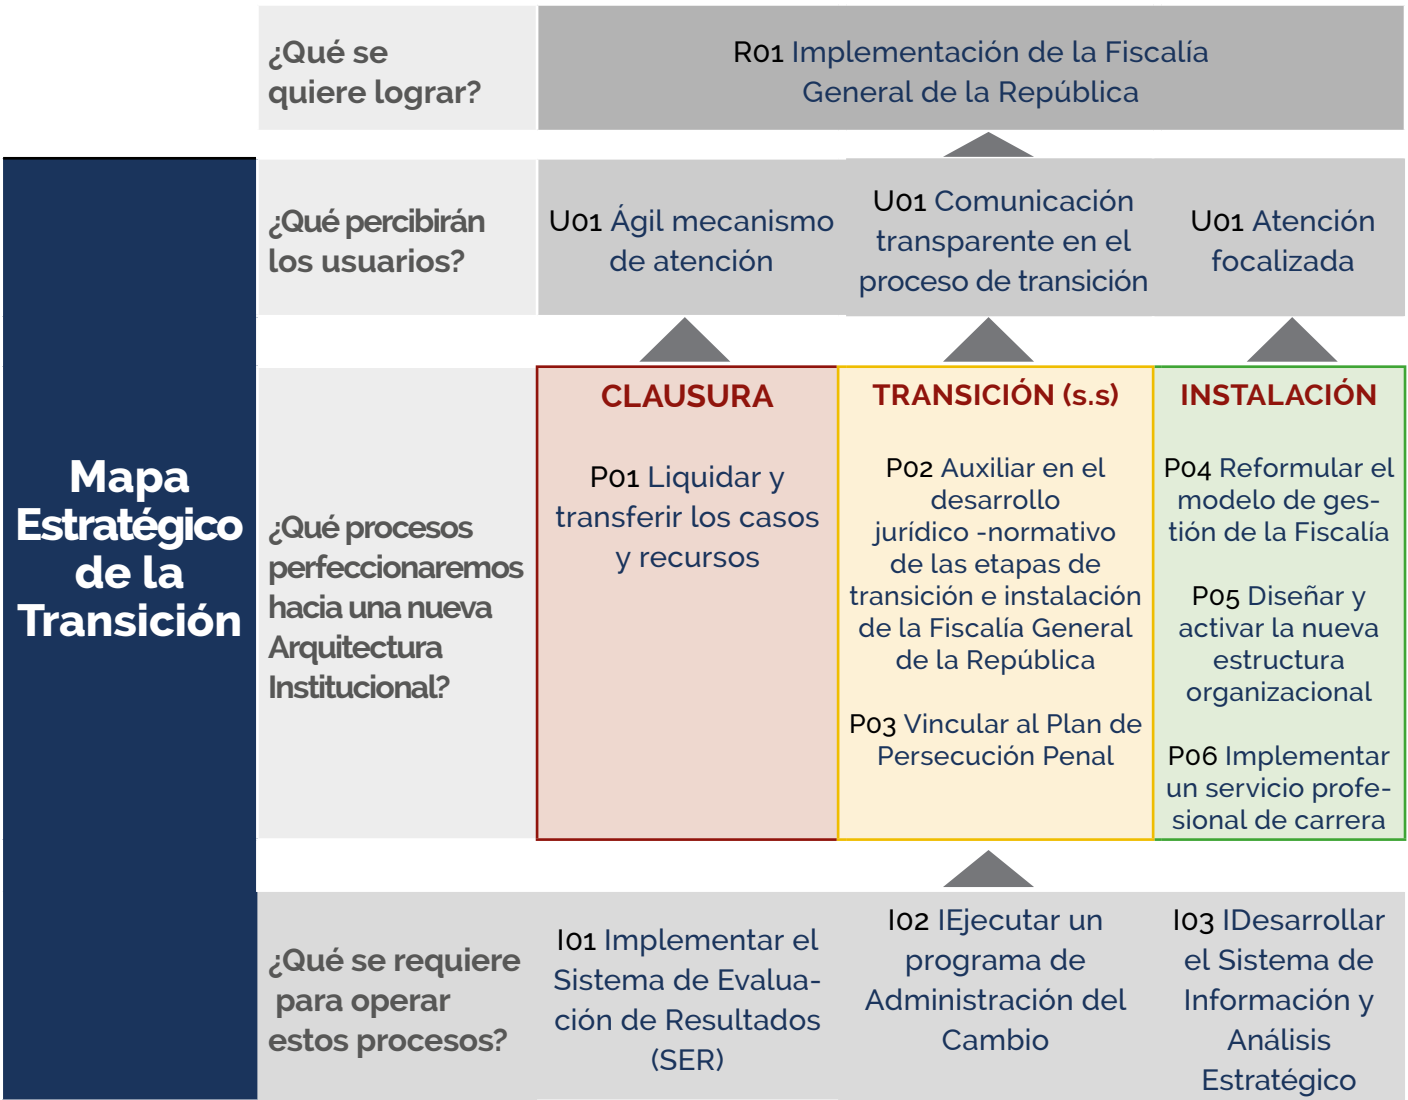 ¿Qué se
quiere lograr?
R01 Implementación de la Fiscalía
General de la República
Mapa
Estratégico
de la
Transición
¿Qué percibirán
los usuarios?
U01 Ágil mecanismo
de atención
U01 Comunicación
transparente en el
proceso de transición
U01 Atención
focalizada
¿Qué procesos
perfeccionaremos
hacia una nueva
Arquitectura
Institucional?
CLAUSURA
P01 Liquidar y
transferir los casos
y recursos
TRANSICIÓN (s.s)
P02 Auxiliar en el
desarrollo
jurídico -normativo
de las etapas de
transición e instalación
de la Fiscalía General
de la República
P03 Vincular al Plan de
Persecución Penal
INSTALACIÓN
P04 Reformular el
modelo de ges-
tión de la Fiscalía
P05 Diseñar y
activar la nueva
estructura
organizacional
P06 Implementar
un servicio profe-
sional de carrera
¿Qué se requiere
para operar
estos procesos?
I01 Implementar el
Sistema de Evalua-
ción de Resultados
(SER)
I02 IEjecutar un
programa de
Administración del
Cambio
I03 IDesarrollar
el Sistema de
Información y
Análisis
Estratégico